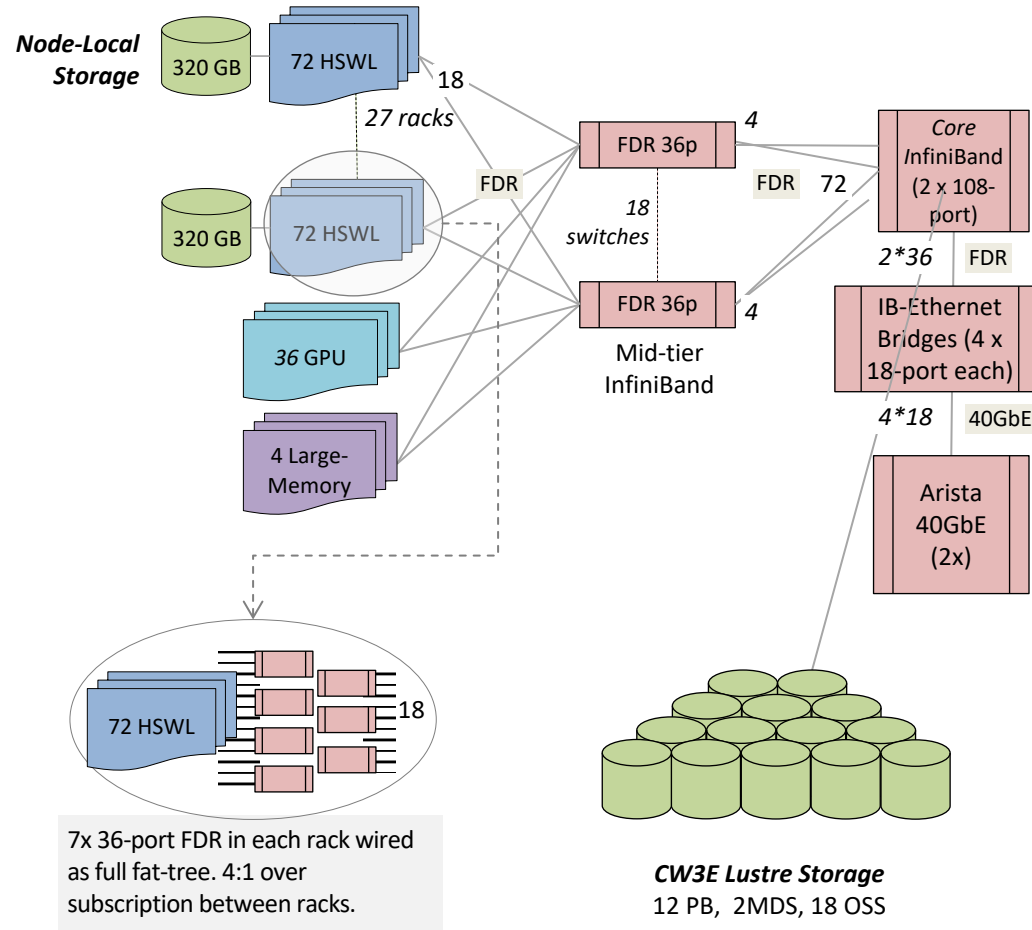 Node-Local
Storage
320 GB
72 HSWL
18
27 racks
320 GB
72 HSWL
FDR
36 GPU
4 Large-
Memory
FDR 36p
18
switches
FDR 36p
Mid-tier
InfiniBand
4
FDR
72
4
Core
InfiniBand
(2 x 108-
port)
2*36
FDR
IB-Ethernet
Bridges (4 x
18-port each)
4*18
40GbE
Arista
40GbE
(2x)
72 HSWL
18
7x 36-port FDR in each rack wired
as full fat-tree. 4:1 over
subscription between racks.
CW3E Lustre Storage
12 PB, 2MDS, 18 OSS